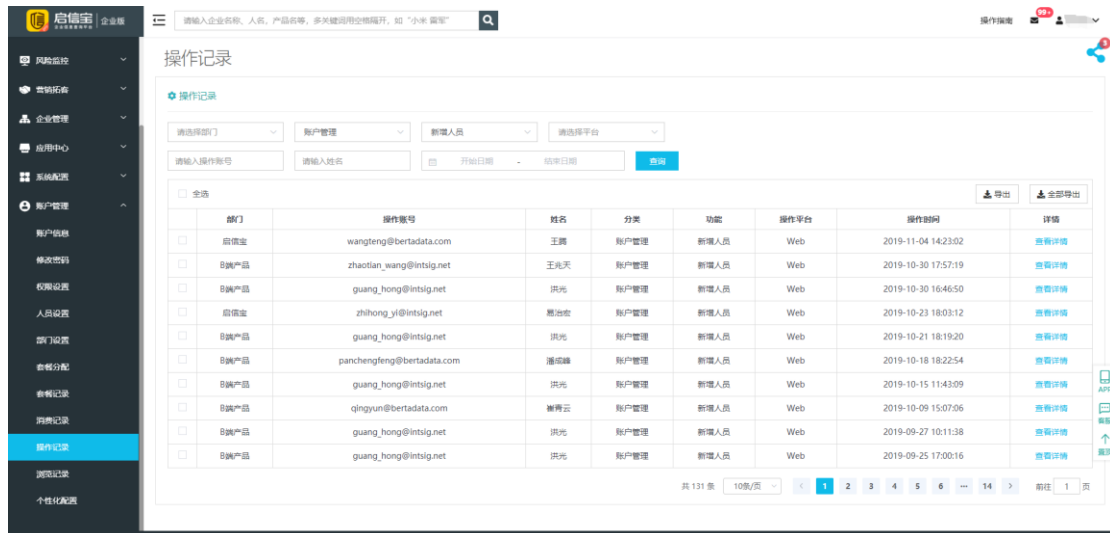 启信宝 企业版
请输入企业名称、人名、产品名等，多关键词用空格隔开，如 "小米 雷军"
操作指南
99+
风险监控
营销拓客
企业管理
应用中心
系统配置
账户管理
账户信息
修改密码
权限设置
人员设置
部门设置
套餐分配
套餐记录
消费记录
操作记录
浏览记录
个性化配置
操作记录
3
操作记录
请选择部门 账户管理 新增人员 请选择平台
请输入操作账号 请输入姓名 开始日期 - 结束日期 查询
全选 导出 全部导出
部门 操作账号 姓名 分类 功能 操作平台 操作时间 详情
启信宝 wangteng@bertadata.com 王腾 账户管理 新增人员 Web 2019-11-04 14:23:02 查看详情
B端产品 zhaotian_wang@intsig.net 王兆天 账户管理 新增人员 Web 2019-10-30 17:57:19 查看详情
B端产品 guang_hong@intsig.net 洪光 账户管理 新增人员 Web 2019-10-30 16:46:50 查看详情
启信宝 zhihong_yi@intsig.net 易治宏 账户管理 新增人员 Web 2019-10-23 18:03:12 查看详情
B端产品 guang_hong@intsig.net 洪光 账户管理 新增人员 Web 2019-10-21 18:19:20 查看详情
B端产品 panchengfeng@bertadata.com 潘成峰 账户管理 新增人员 Web 2019-10-18 18:22:54 查看详情
B端产品 guang_hong@intsig.net 洪光 账户管理 新增人员 Web 2019-10-15 11:43:09 查看详情
B端产品 qingyun@bertadata.com 崔青云 账户管理 新增人员 Web 2019-10-09 15:07:06 查看详情
B端产品 guang_hong@intsig.net 洪光 账户管理 新增人员 Web 2019-09-27 10:11:38 查看详情
B端产品 guang_hong@intsig.net 洪光 账户管理 新增人员 Web 2019-09-25 17:00:16 查看详情
共 131 条 10条/页 1 2 3 4 5 6 ··· 14 前往 1 页
APP
客服